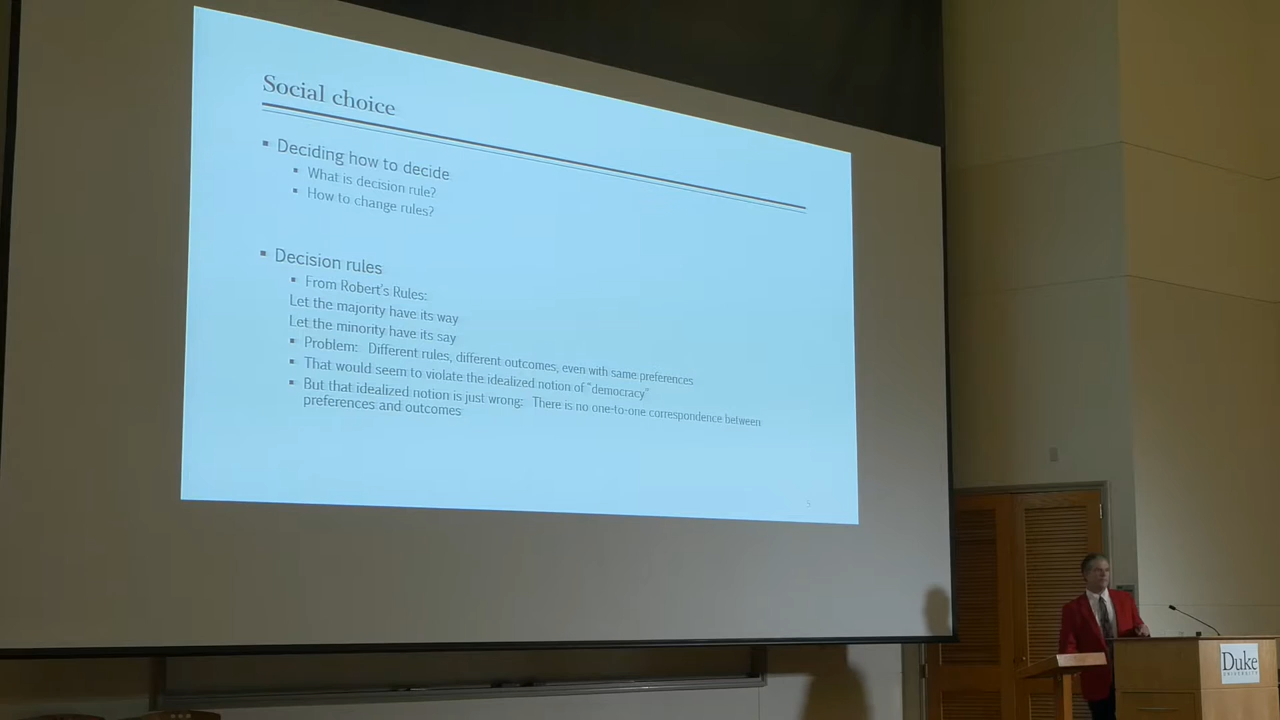 Social choice
▪ Deciding how to decide
▪ What is decision rule?
▪ How to change rules?
▪ Decision rules
▪ From Robert's Rules:
Let the majority have its way
Let the minority have its say
▪ Problem: Different rules, different outcomes, even with same preferences
▪ That would seem to violate the idealized notion of "democracy"
▪ But that idealized notion is just wrong: There is no one-to-one correspondence between
preferences and outcomes
5
Duke
UNIVERSITY